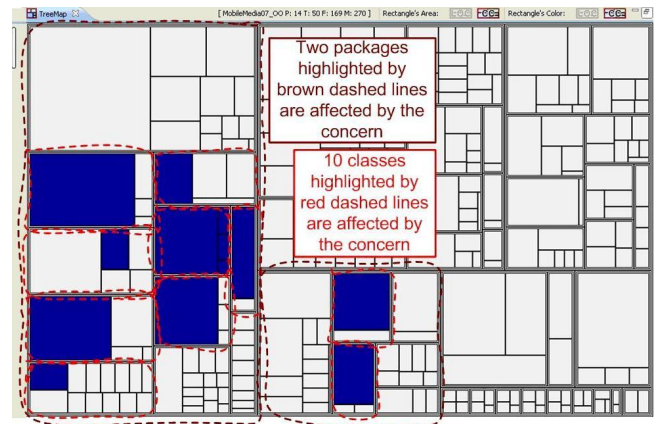 TreeMap [ MobileMedia07_OO P: 14 T: 50 F: 169 M: 270 ] Rectangle's Area: Rectangle's Color:
Two packages
highlighted by
brown dashed lines
are affected by the
concern
10 classes
highlighted by
red dashed lines
are affected by
the concern